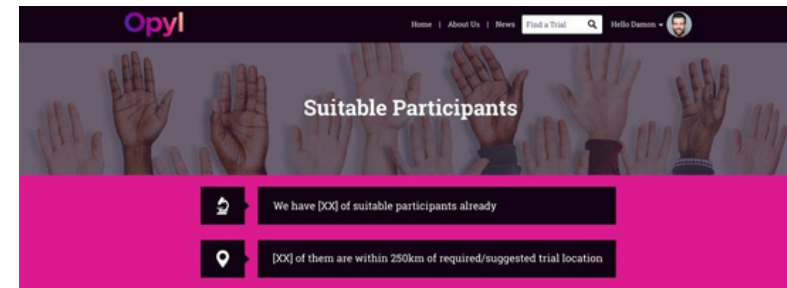 Opyl
Home | About Us | News Find a Trial Hello Damon
Suitable Participants
We have [XX] of suitable participants already
[XX] of them are within 250km of required/suggested trial location